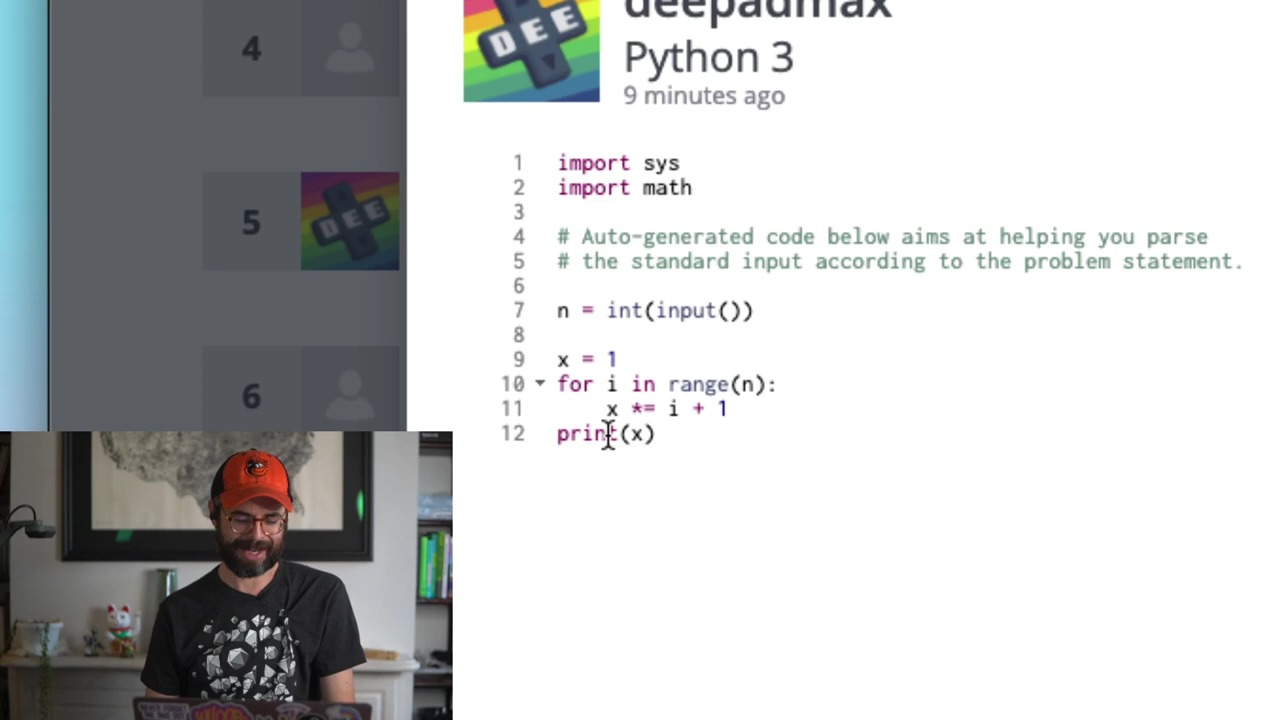 4
5
DEE
6
DEE
deepadmax
Python 3
9 minutes ago
1 import sys
2 import math
3
4 # Auto-generated code below aims at helping you parse
5 # the standard input according to the problem statement.
6
7 n = int(input())
8
9 x = 1
10 for i in range(n):
11 x *= i + 1
12 print(x)